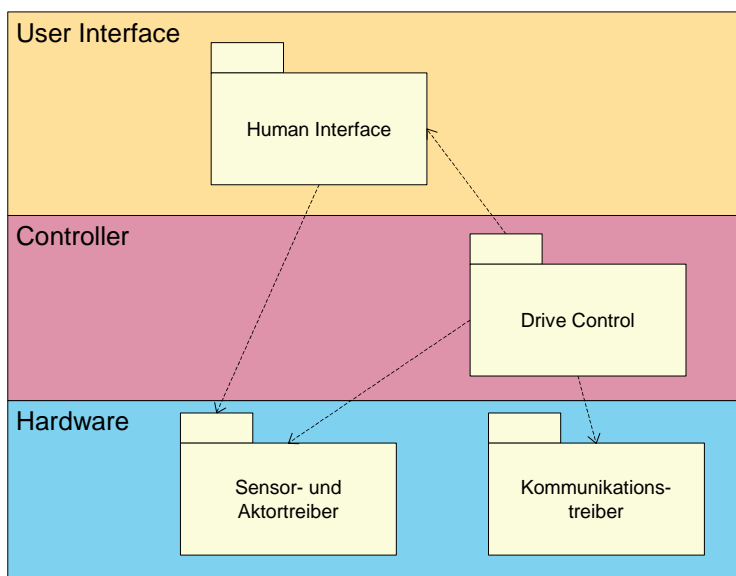 User Interface
Human Interface
Controller
Drive Control
Hardware
Sensor- und
Aktortreiber
Kommunikations-
treiber